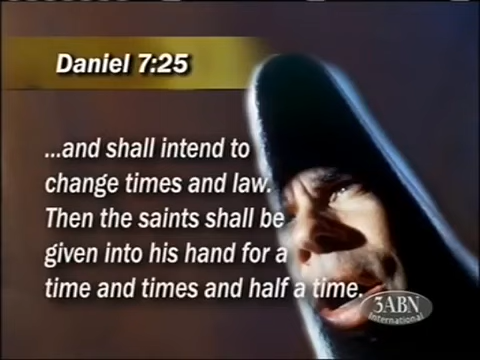 Daniel 7:25
...and shall intend to
change times and law.
Then the saints shall be
given into his hand for a
time and times and half a time.
3ABN
International